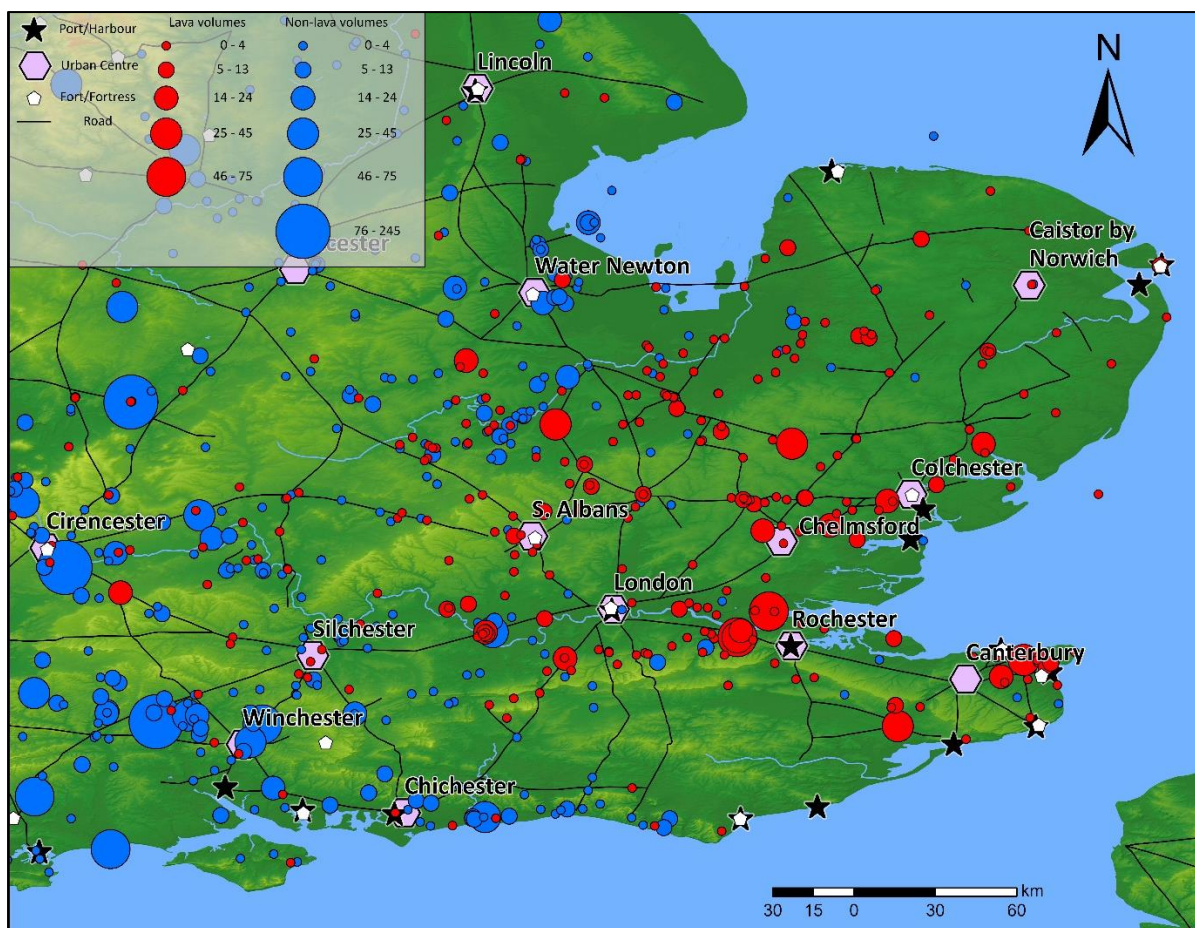 Port/Harbour
Urban Centre
Fort/Fortress
Road
Lava volumes
0 - 4
5 - 13
14 - 24
25 - 45
46 - 75
Non-lava volumes
0 - 4
5 - 13
14 - 24
25 - 45
46 - 75
76 - 245
N
Lincoln
cester
Caistor by
Norwich
Water Newton
Colchester
Cirencester
S. Albans
Chelmsford
London
Silchester
Rochester
Canterbury
Winchester
Chichester
km
30 15 0 30 60